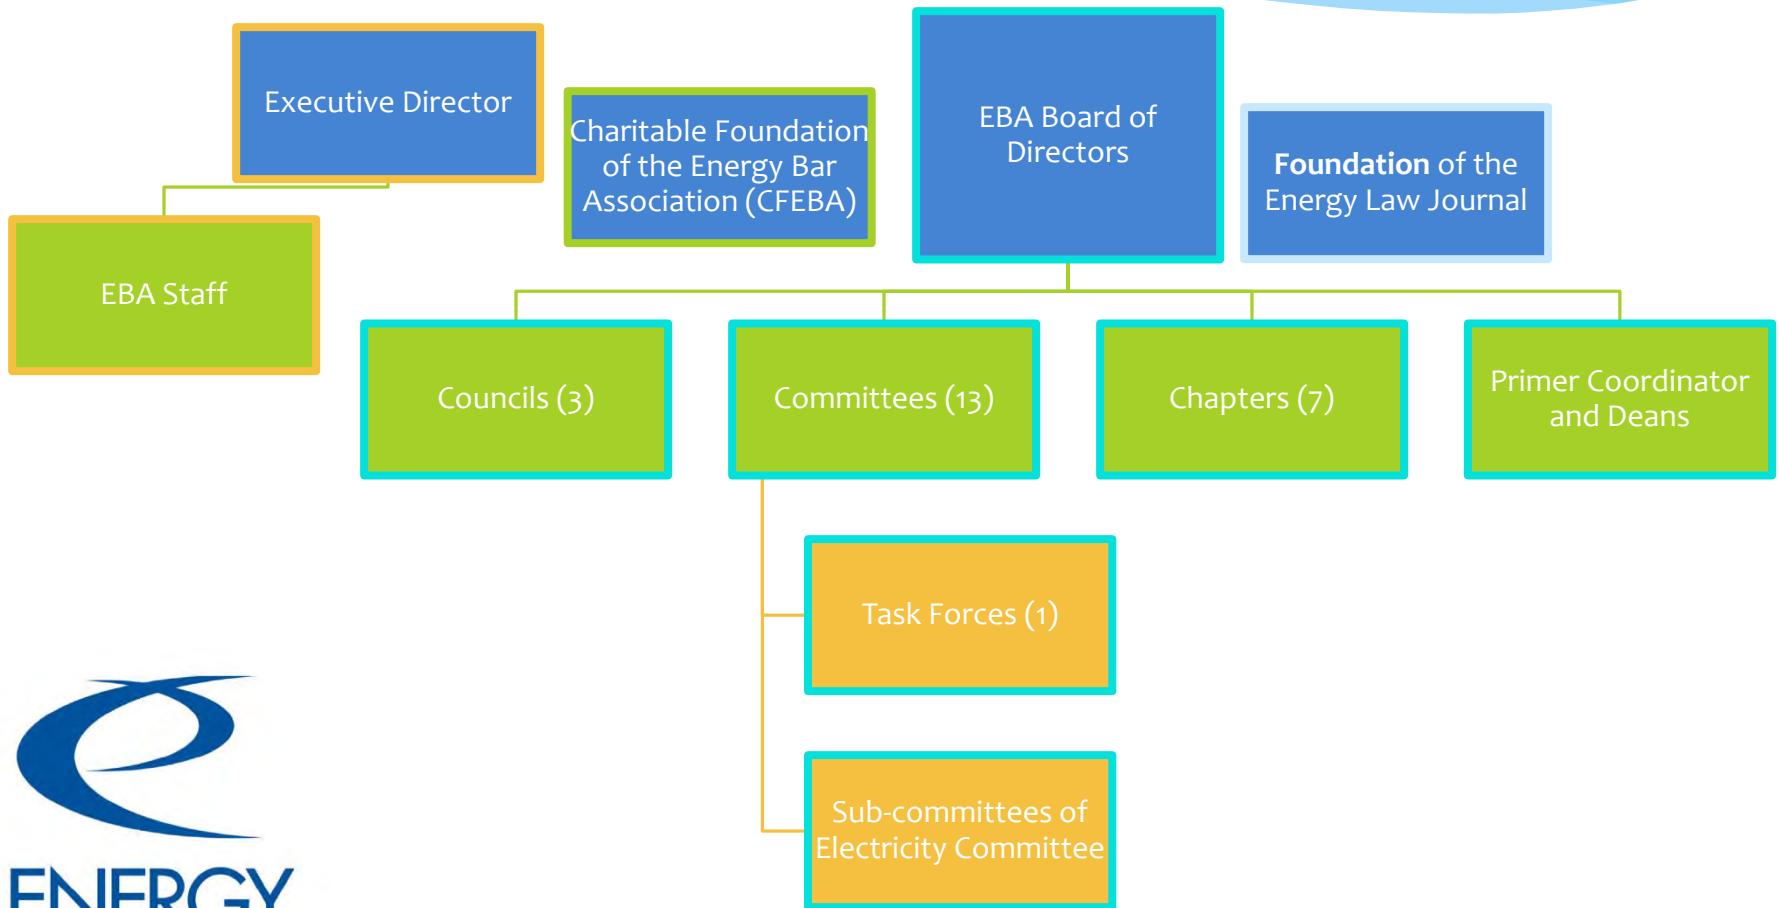 Executive Director
Charitable Foundation
of the Energy Bar
Association (CFEBA)
EBA Board of
Directors
Foundation of the
Energy Law Journal
EBA Staff
Councils (3)
Committees (13)
Chapters (7)
Primer Coordinator
and Deans
Task Forces (1)
Sub-committees of
Electricity Committee
ENERGY